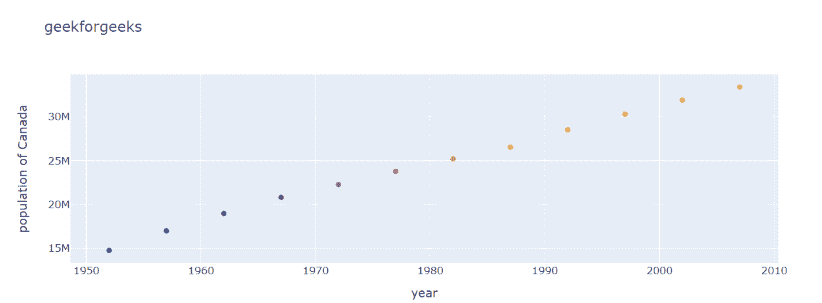 geekforgeeks
population of Canada
30M
25M
20M
15M
1950 1960 1970 1980 1990 2000 2010
year